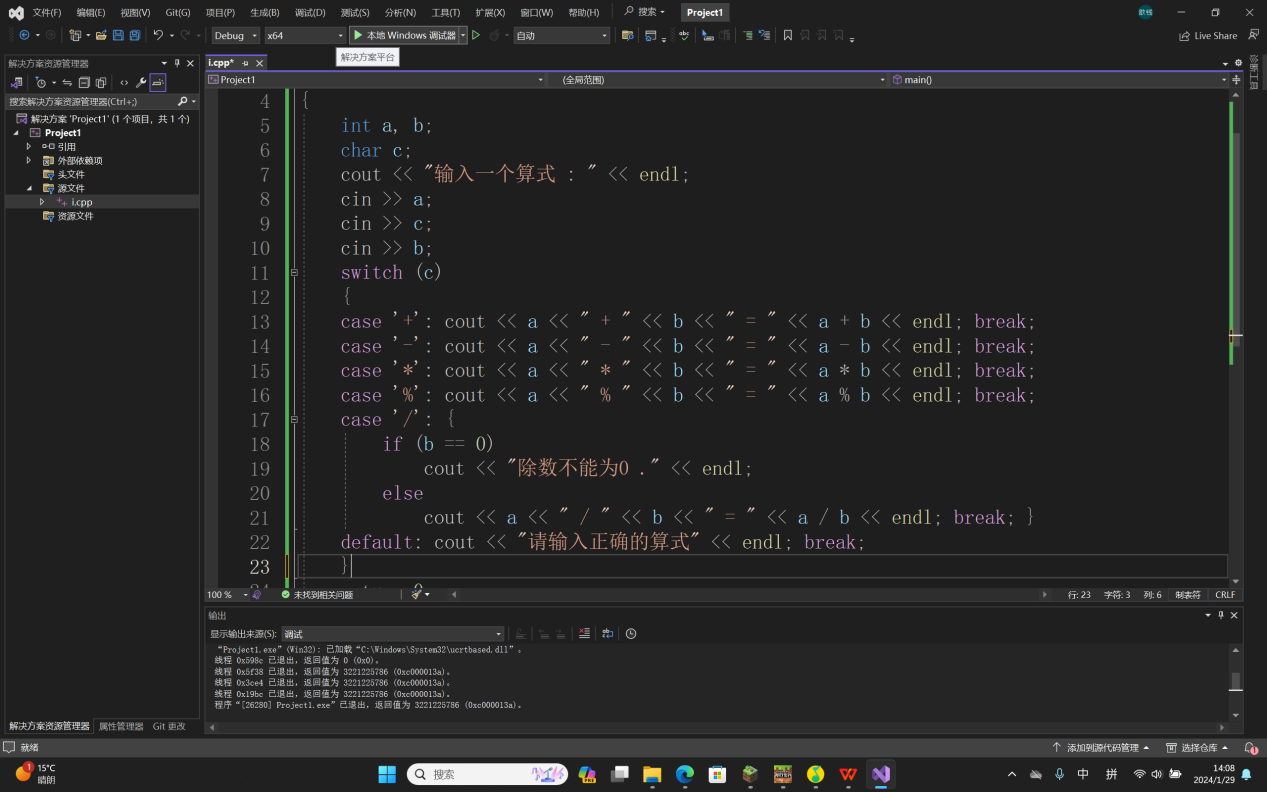 文件(F) 编辑(E) 视图(V) Git(G) 项目(P) 生成(B) 调试(D) 测试(S) 分析(N) 工具(T) 扩展(X) 窗口(W) 帮助(H) 搜索 Project1
Debug x64 本地 Windows 调试器 自动 Live Share
解决方案平台
解决方案资源管理器
搜索解决方案资源管理器(Ctrl+;)
解决方案 'Project1' (1 个项目，共 1 个)
Project1
引用
外部依赖项
头文件
源文件
i.cpp
资源文件
解决方案资源管理器 属性管理器 Git 更改
i.cpp*
Project1 (全局范围) main()
4 {
5 int a, b;
6 char c;
7 cout << "输入一个算式 : " << endl;
8 cin >> a;
9 cin >> c;
10 cin >> b;
11 switch (c)
12 {
13 case '+': cout << a << " + " << b << " = " << a + b << endl; break;
14 case '-': cout << a << " - " << b << " = " << a - b << endl; break;
15 case '*': cout << a << " * " << b << " = " << a * b << endl; break;
16 case '%': cout << a << " % " << b << " = " << a % b << endl; break;
17 case '/': {
18 if (b == 0)
19 cout << "除数不能为0 ." << endl;
20 else
21 cout << a << " / " << b << " = " << a / b << endl; break; }
22 default: cout << "请输入正确的算式" << endl; break;
23 }
100 % 未找到相关问题 行: 23 字符: 3 列: 6 制表符 CRLF
输出
显示输出来源(S): 调试
“Project1.exe”(Win32): 已加载“C:\Windows\System32\ucrtbased.dll”。
线程 0x598c 已退出，返回值为 0 (0x0)。
线程 0x5f38 已退出，返回值为 3221225786 (0xc000013a)。
线程 0x3ce4 已退出，返回值为 3221225786 (0xc000013a)。
线程 0x19bc 已退出，返回值为 3221225786 (0xc000013a)。
程序“[26280] Project1.exe”已退出，返回值为 3221225786 (0xc000013a)。
诊断工具
就绪 添加到源代码管理 选择仓库 1
1 15°C
晴朗
搜索
中 拼
14:08
2024/1/29